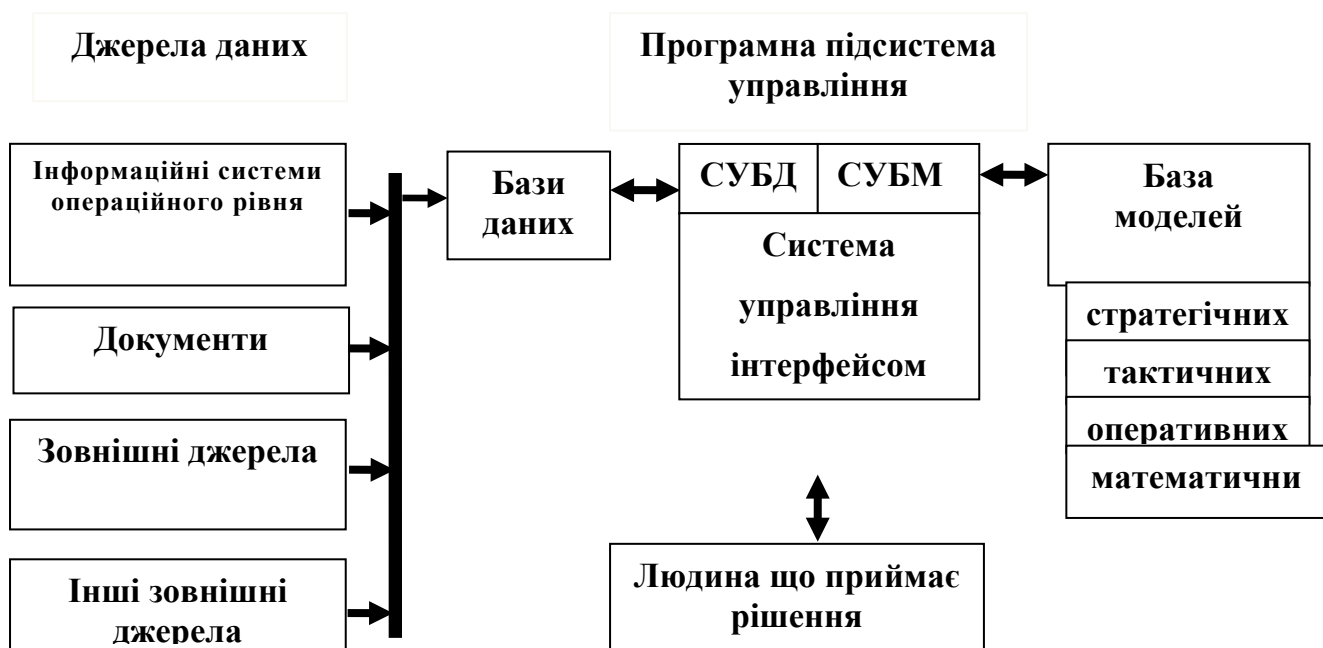 Джерела даних
Програмна підсистема
управління
Інформаційні системи
операційного рівня
Документи
Зовнішні джерела
Інші зовнішні
джерела
Бази
даних
СУБД
СУБМ
Система
управління
інтерфейсом
База
моделей
стратегічних
тактичних
оперативних
математични
Людина що приймає
рішення